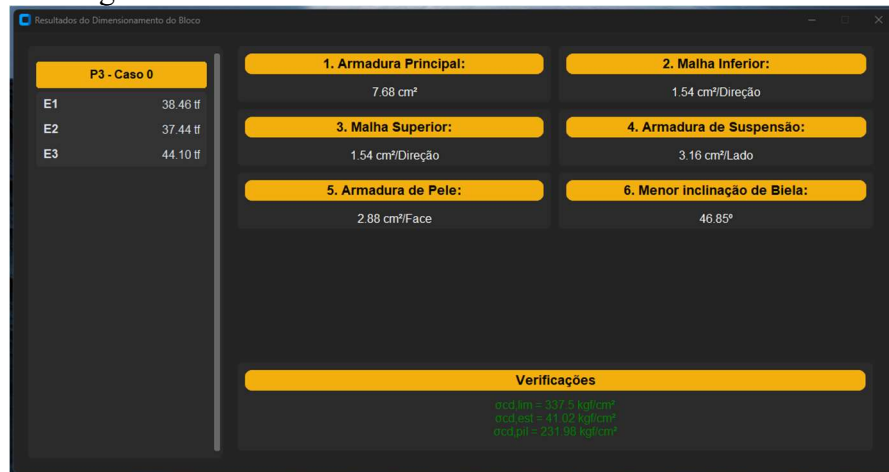 Resultados do Dimensionamento do Bloco
P3 - Caso 0
E1 38.46 tf
E2 37.44 tf
E3 44.10 tf
1. Armadura Principal:
7.68 cm²
2. Malha Inferior:
1.54 cm²/Direção
3. Malha Superior:
1.54 cm²/Direção
4. Armadura de Suspensão:
3.16 cm²/Lado
5. Armadura de Pele:
2.88 cm²/Face
6. Menor inclinação de Biela:
46.85º
Verificações
σcd,lim = 337.5 kgf/cm²
σcd,est = 41.02 kgf/cm²
σcd,pil = 231.98 kgf/cm²